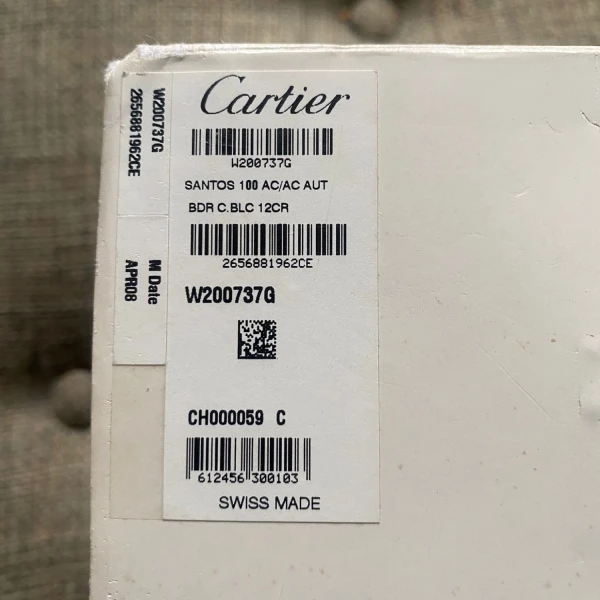 W200737G
2656881962CE
M Date
APR08
Cartier
W200737G
SANTOS 100 AC/AC AUT
BDR C.BLC 12CR
2656881962CE
W200737G
CH000059 C
612456 300103
SWISS MADE